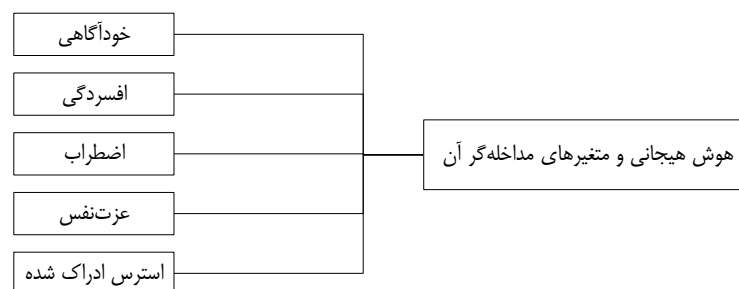 هوش هیجانی و متغیرهای مداخله‌گر آن
خودآگاهی
افسردگی
اضطراب
عزت‌نفس
استرس ادراک شده